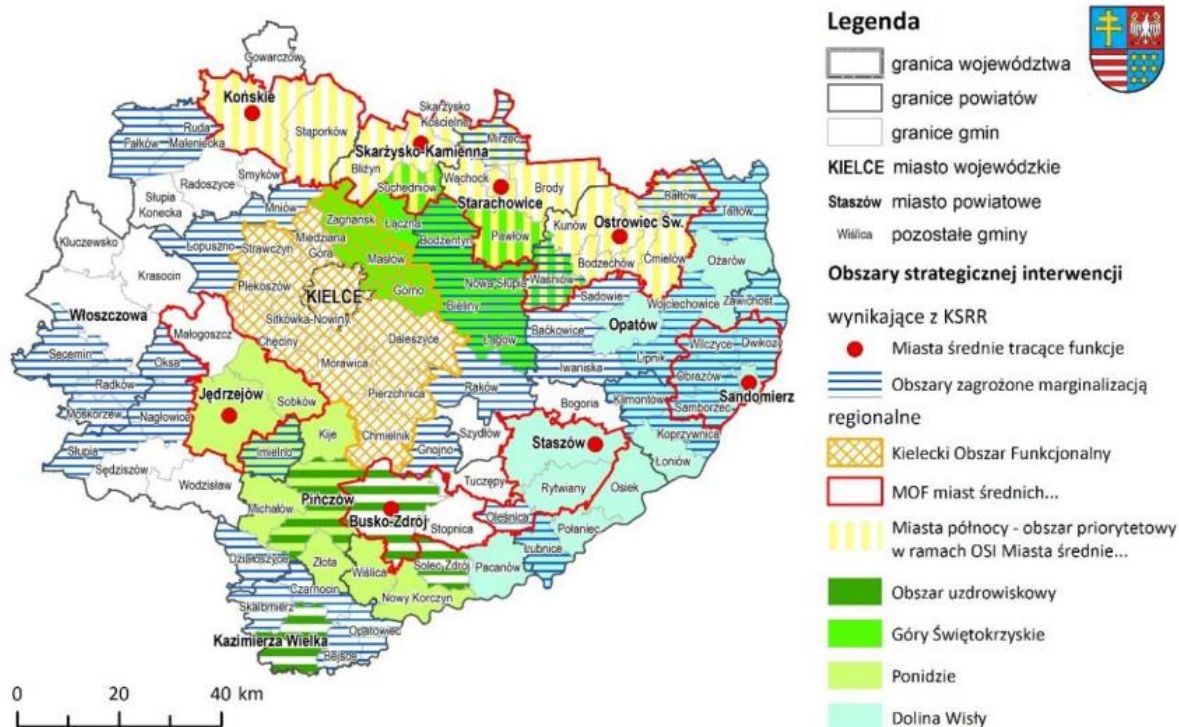 Gowarczów
Końskie
Skarżysko
Kościelne
Stąporków
Ruda
Maleniecka
Fałków
Mirzec
Skarżysko-Kamienna
Bliżyn
Wąchock
Brody
Smyków
Radoszyce
Suchedniów
Starachowice
Bałtów
Słupia
Konecka
Mniów
Zagnańsk
Łączna
Kunów
Ostrowiec Św.
Tarłów
Kluczewsko
Łopuszno
Strawczyn
Miedziana
Góra
Bodzentyn
Pawłów
Bodzechów
Ćmielów
Masłów
Ożarów
Krasocin
Piekoszów
KIELCE
Górno
Nowa Słupia
Waśniów
Sadowie
Wojciechowice
Zawichost
Włoszczowa
Małogoszcz
Sitkówka-Nowiny
Bieliny
Opatów
Chęciny
Daleszyce
Łagów
Baćkowice
Wilczyce
Dwikozy
Secemin
Oksa
Morawica
Iwaniska
Lipnik
Obrazów
Radków
Jędrzejów
Pierzchnica
Raków
Klimontów
Sandomierz
Moskorzew
Nagłowice
Sobków
Bogoria
Samborzec
Kije
Chmielnik
Szydłów
Staszów
Koprzywnica
Słupia
Imielno
Gnojno
Łoniów
Sędziszów
Wodzisław
Tuczępy
Rytwiany
Osiek
Pińczów
Michałów
Busko-Zdrój
Stopnica
Oleśnica
Połaniec
Łubnice
Działoszyce
Złota
Wiślica
Solec Zdrój
Pacanów
Czarnocin
Nowy Korczyn
Skalbmierz
Kazimierza Wielka
Opatowiec
Bejsce
0 20 40 km
Legenda
granica województwa
granice powiatów
granice gmin
KIELCE miasto wojewódzkie
Staszów miasto powiatowe
Wiślica pozostałe gminy
Obszary strategicznej interwencji
wynikające z KSRR
Miasta średnie tracące funkcje
Obszary zagrożone marginalizacją
regionalne
Kielecki Obszar Funkcjonalny
MOF miast średnich...
Miasta północy - obszar priorytetowy
w ramach OSI Miasta średnie...
Obszar uzdrowiskowy
Góry Świętokrzyskie
Ponidzie
Dolina Wisły